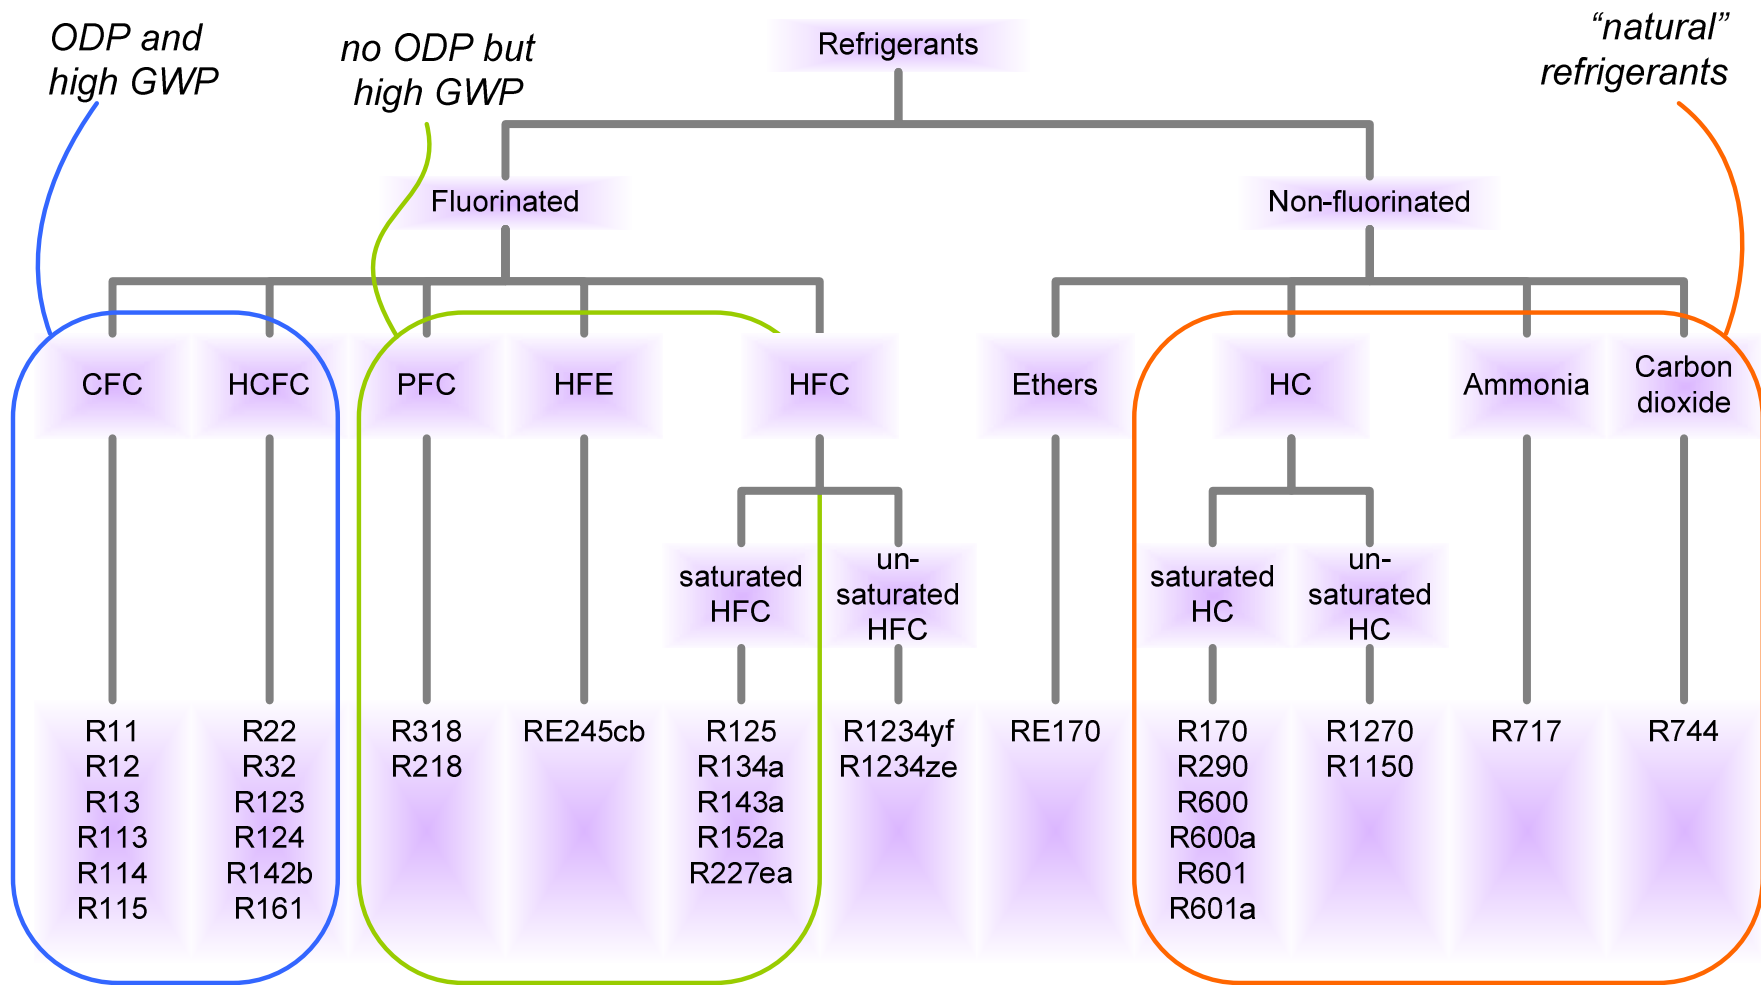 ODP and
high GWP
no ODP but
high GWP
“natural”
refrigerants
Refrigerants
Fluorinated
Non-fluorinated
CFC
HCFC
PFC
HFE
HFC
Ethers
HC
Ammonia
Carbon
dioxide
saturated
HFC
un-
saturated
HFC
saturated
HC
un-
saturated
HC
R11
R12
R13
R113
R114
R115
R22
R32
R123
R124
R142b
R161
R318
R218
RE245cb
R125
R134a
R143a
R152a
R227ea
R1234yf
R1234ze
RE170
R170
R290
R600
R600a
R601
R601a
R1270
R1150
R717
R744